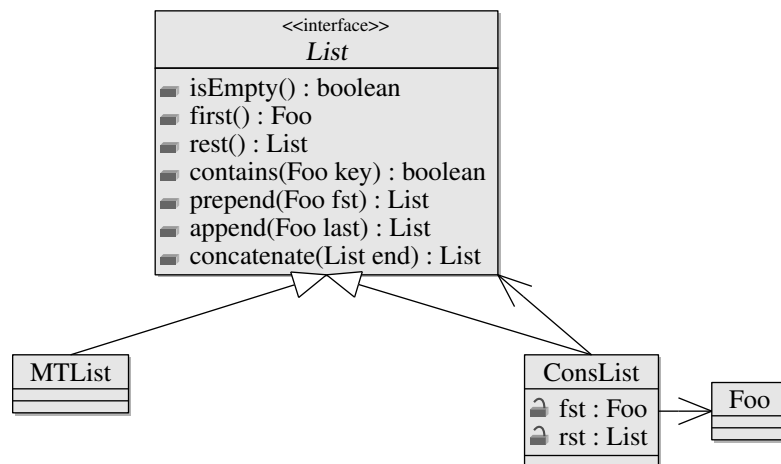 <<interface>>
List
isEmpty() : boolean
first() : Foo
rest() : List
contains(Foo key) : boolean
prepend(Foo fst) : List
append(Foo last) : List
concatenate(List end) : List
MTList
ConsList
fst : Foo
rst : List
Foo